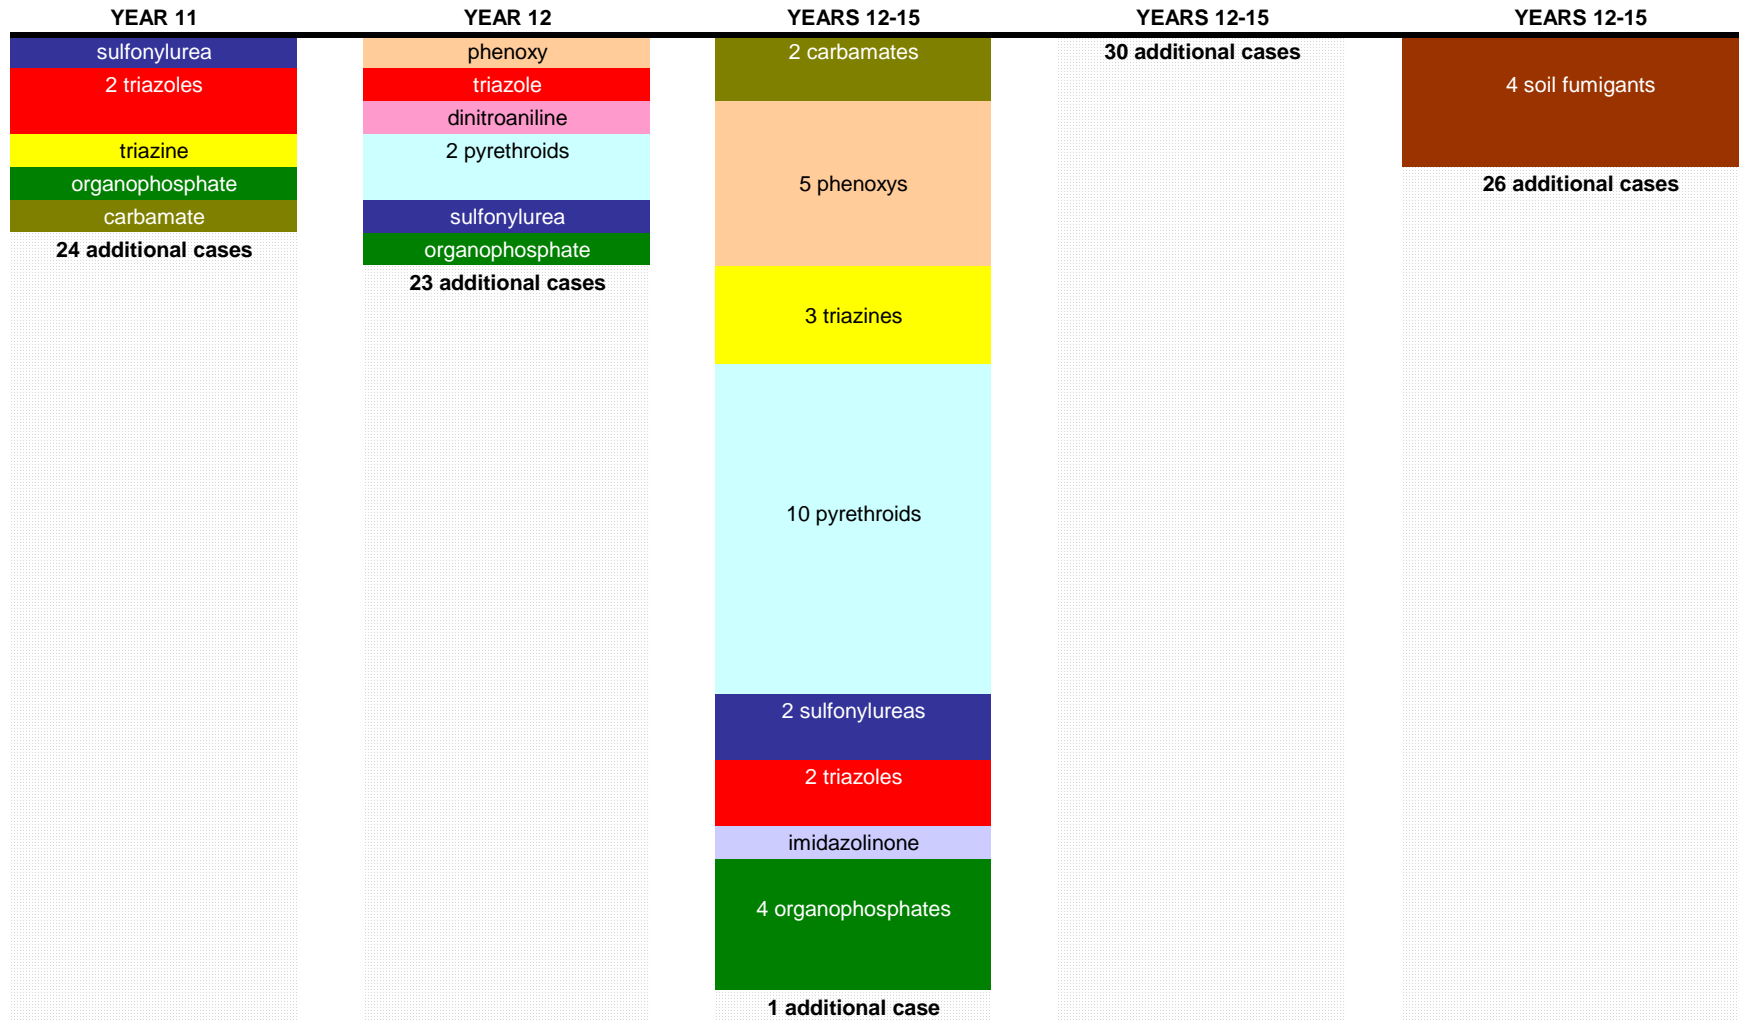 YEAR 11
sulfonylurea
2 triazoles
triazine
organophosphate
carbamate
24 additional cases
YEAR 12
phenoxy
triazole
dinitroaniline
2 pyrethroids
sulfonylurea
organophosphate
23 additional cases
YEARS 12-15
2 carbamates
5 phenoxys
3 triazines
10 pyrethroids
2 sulfonylureas
2 triazoles
imidazolinone
4 organophosphates
1 additional case
YEARS 12-15
30 additional cases
YEARS 12-15
4 soil fumigants
26 additional cases